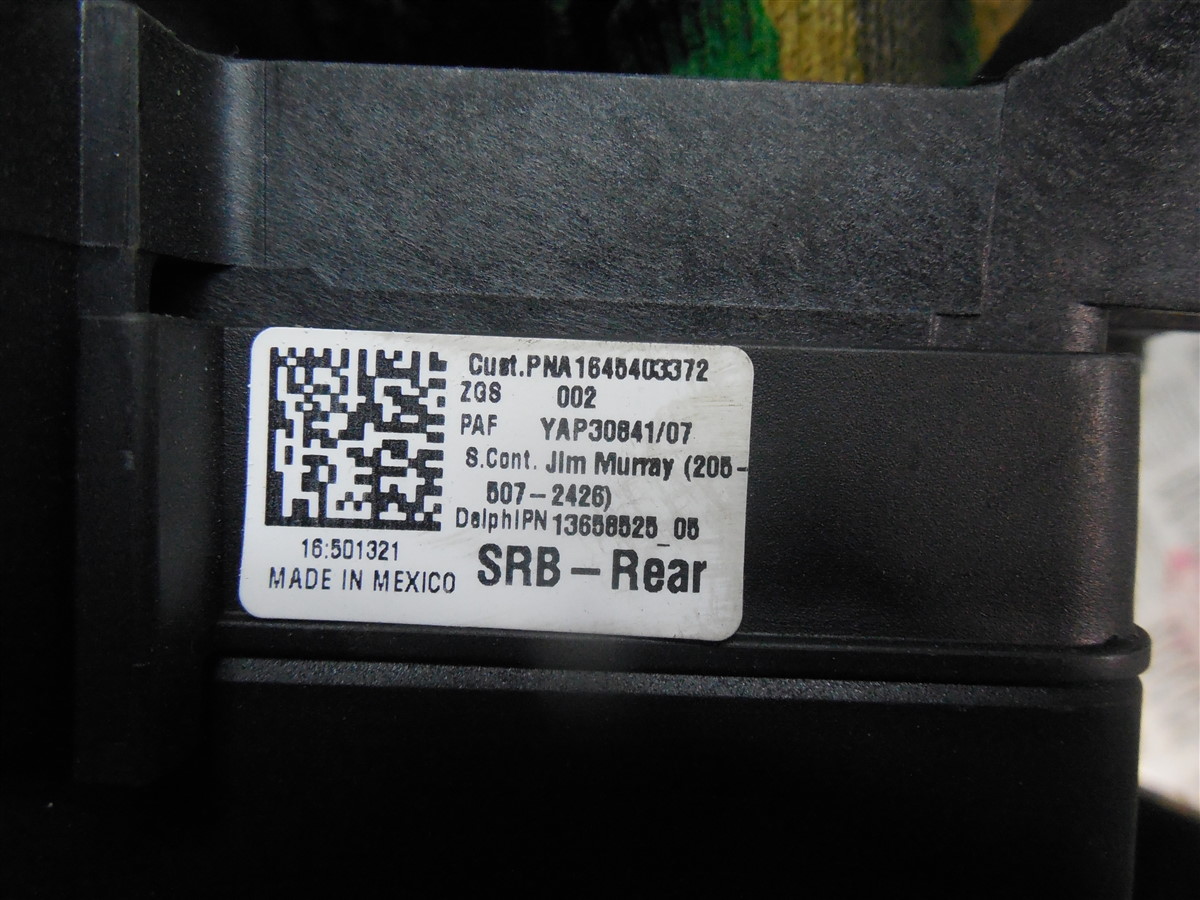 Cust.PNA1645403372
ZGS 002
PAF YAP30841/07
S.Cont. Jim Murray (205-
507-2426)
DelphiPN 13658525_05
16:501321
MADE IN MEXICO
SRB-Rear